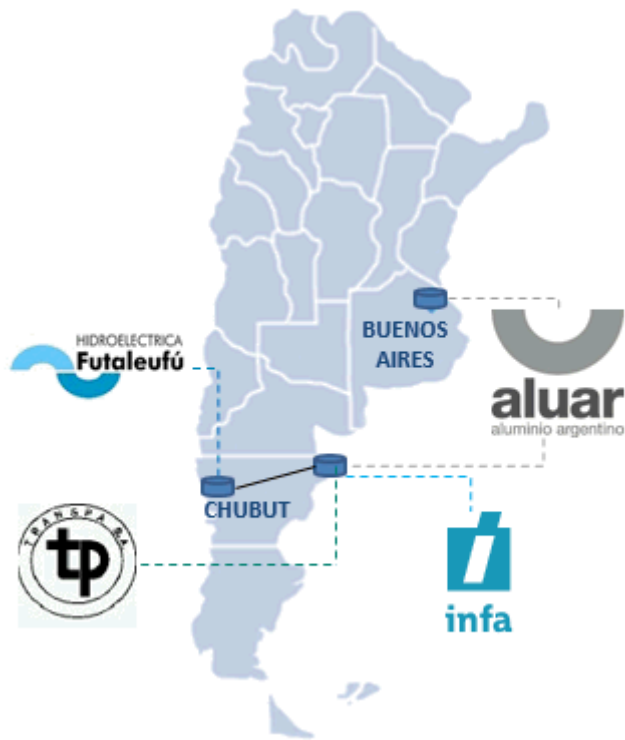 BUENOS
AIRES
HIDROELECTRICA
Futaleufú
aluar
aluminio argentino
CHUBUT
TRANSPA S.A.
tp
infa